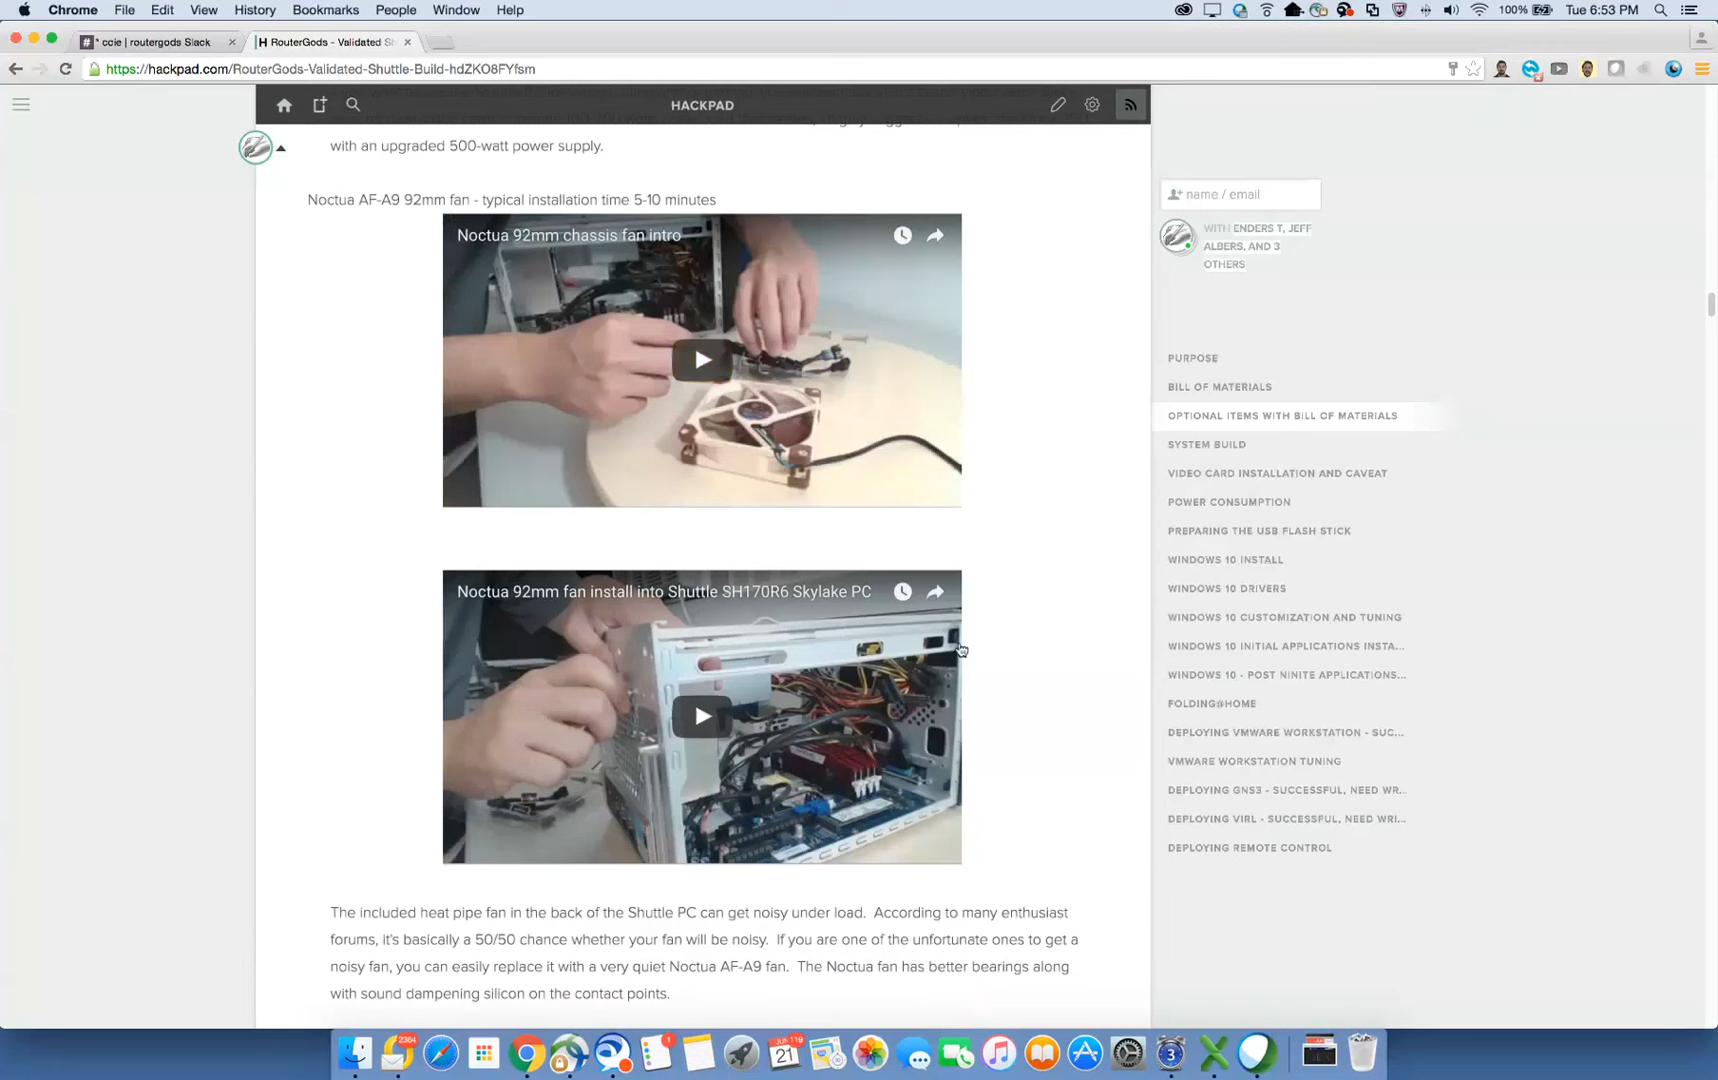 Chrome File Edit View History Bookmarks People Window Help 100% Tue 6:53 PM
* ccie | routergods Slack
RouterGods - Validated Sh
https://hackpad.com/RouterGods-Validated-Shuttle-Build-hdZKO8FYfsm
HACKPAD
with an upgraded 500-watt power supply.
Noctua AF-A9 92mm fan - typical installation time 5-10 minutes
Noctua 92mm chassis fan intro
Noctua 92mm fan install into Shuttle SH170R6 Skylake PC
The included heat pipe fan in the back of the Shuttle PC can get noisy under load. According to many enthusiast
forums, it's basically a 50/50 chance whether your fan will be noisy. If you are one of the unfortunate ones to get a
noisy fan, you can easily replace it with a very quiet Noctua AF-A9 fan. The Noctua fan has better bearings along
with sound dampening silicon on the contact points.
name / email
WITH ENDERS T, JEFF
ALBERS, AND 3
OTHERS
PURPOSE
BILL OF MATERIALS
OPTIONAL ITEMS WITH BILL OF MATERIALS
SYSTEM BUILD
VIDEO CARD INSTALLATION AND CAVEAT
POWER CONSUMPTION
PREPARING THE USB FLASH STICK
WINDOWS 10 INSTALL
WINDOWS 10 DRIVERS
WINDOWS 10 CUSTOMIZATION AND TUNING
WINDOWS 10 INITIAL APPLICATIONS INSTA...
WINDOWS 10 - POST NINITE APPLICATIONS...
FOLDING@HOME
DEPLOYING VMWARE WORKSTATION - SUC...
VMWARE WORKSTATION TUNING
DEPLOYING GNS3 - SUCCESSFUL, NEED WR...
DEPLOYING VIRL - SUCCESSFUL, NEED WRI...
DEPLOYING REMOTE CONTROL
2364
1
21
3